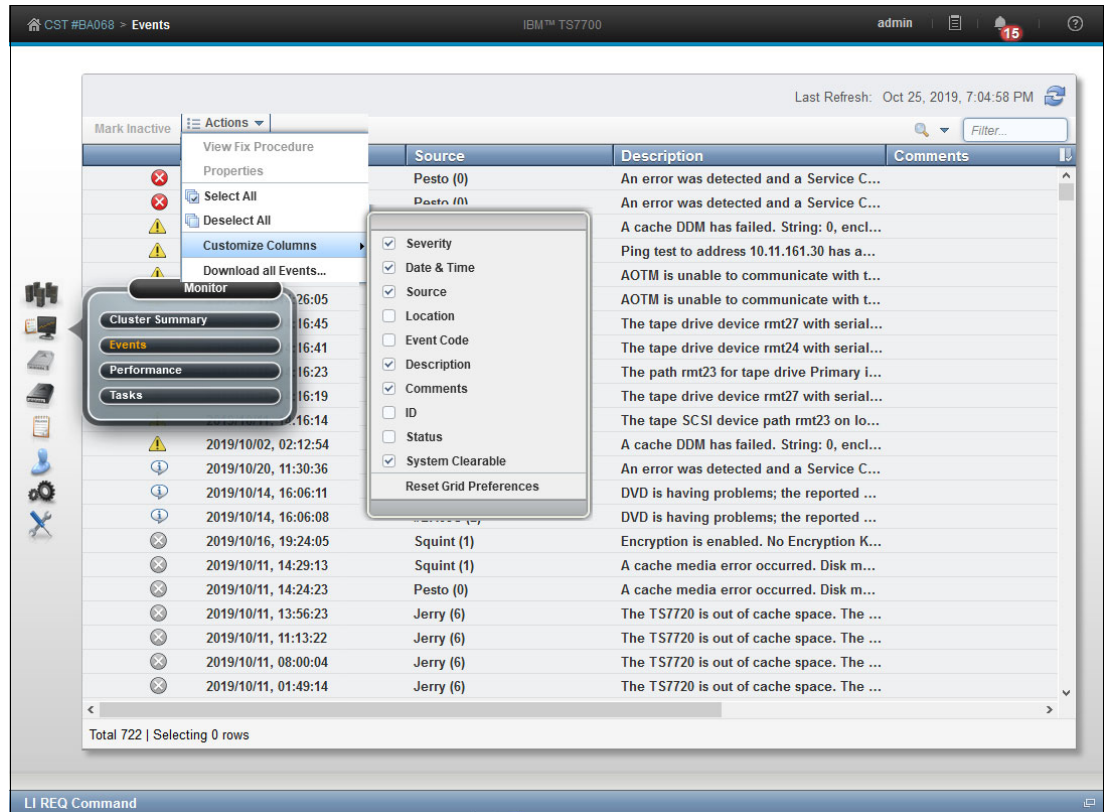 CST #BA068 > Events
IBM™ TS7700
admin
15
Last Refresh: Oct 25, 2019, 7:04:58 PM
Mark Inactive
Actions
Filter...
View Fix Procedure
Properties
Select All
Deselect All
Customize Columns
Download all Events...
Severity
Date & Time
Source
Location
Event Code
Description
Comments
ID
Status
System Clearable
Reset Grid Preferences
Monitor
Cluster Summary
Events
Performance
Tasks
Source Description Comments
Pesto (0) An error was detected and a Service C...
Pesto (0) An error was detected and a Service C...
A cache DDM has failed. String: 0, encl...
Ping test to address 10.11.161.30 has a...
AOTM is unable to communicate with t...
:26:05 AOTM is unable to communicate with t...
:16:45 The tape drive device rmt27 with serial...
:16:41 The tape drive device rmt24 with serial...
:16:23 The path rmt23 for tape drive Primary i...
:16:19 The tape drive device rmt27 with serial...
:16:14 The tape SCSI device path rmt23 on lo...
2019/10/02, 02:12:54 A cache DDM has failed. String: 0, encl...
2019/10/20, 11:30:36 An error was detected and a Service C...
2019/10/14, 16:06:11 DVD is having problems; the reported ...
2019/10/14, 16:06:08 DVD is having problems; the reported ...
2019/10/16, 19:24:05 Squint (1) Encryption is enabled. No Encryption K...
2019/10/11, 14:29:13 Squint (1) A cache media error occurred. Disk m...
2019/10/11, 14:24:23 Pesto (0) A cache media error occurred. Disk m...
2019/10/11, 13:56:23 Jerry (6) The TS7720 is out of cache space. The ...
2019/10/11, 11:13:22 Jerry (6) The TS7720 is out of cache space. The ...
2019/10/11, 08:00:04 Jerry (6) The TS7720 is out of cache space. The ...
2019/10/11, 01:49:14 Jerry (6) The TS7720 is out of cache space. The ...
Total 722 | Selecting 0 rows
LI REQ Command